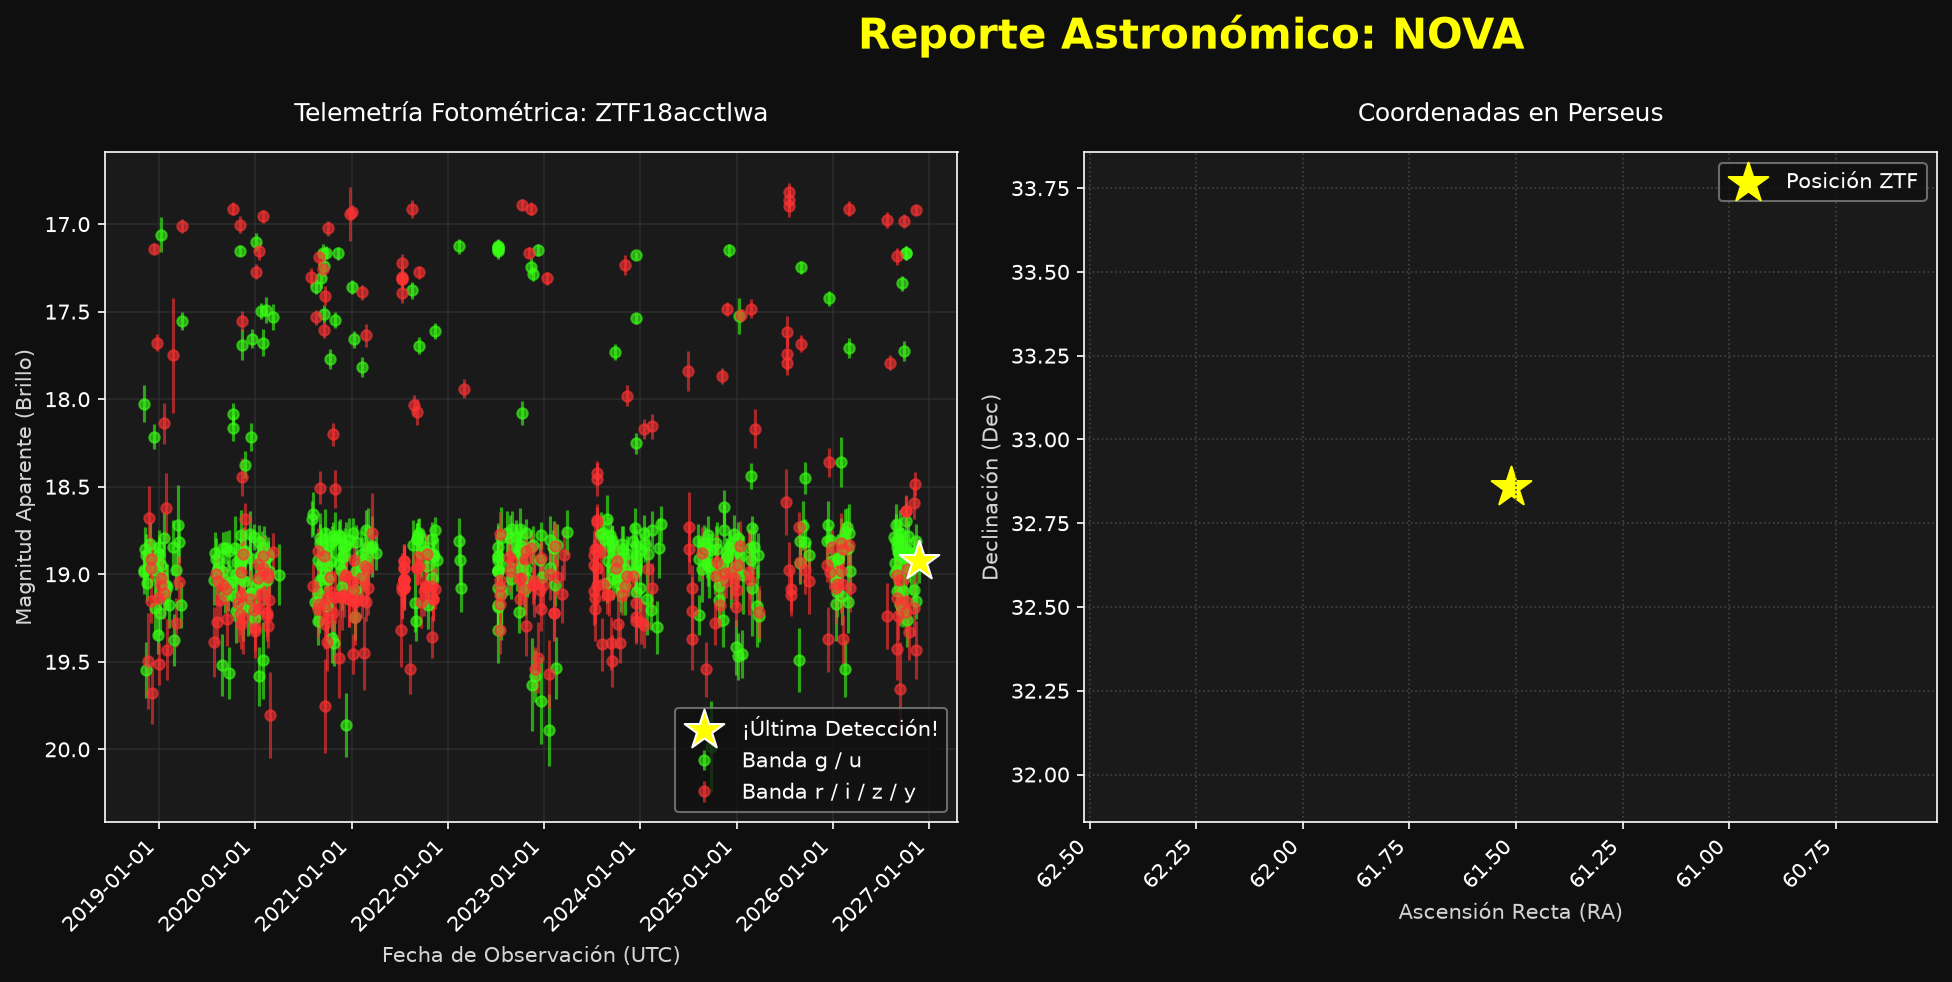 Reporte Astronómico: NOVA
Telemetría Fotométrica: ZTF18acctlwa
Magnitud Aparente (Brillo)
17.0
17.5
18.0
18.5
19.0
19.5
20.0
¡Última Detección!
Banda g / u
Banda r / i / z / y
2019-01-01
2020-01-01
2021-01-01
2022-01-01
2023-01-01
2024-01-01
2025-01-01
2026-01-01
2027-01-01
Fecha de Observación (UTC)
Coordenadas en Perseus
Declinación (Dec)
33.75
33.50
33.25
33.00
32.75
32.50
32.25
32.00
Posición ZTF
62.50
62.25
62.00
61.75
61.50
61.25
61.00
60.75
Ascensión Recta (RA)